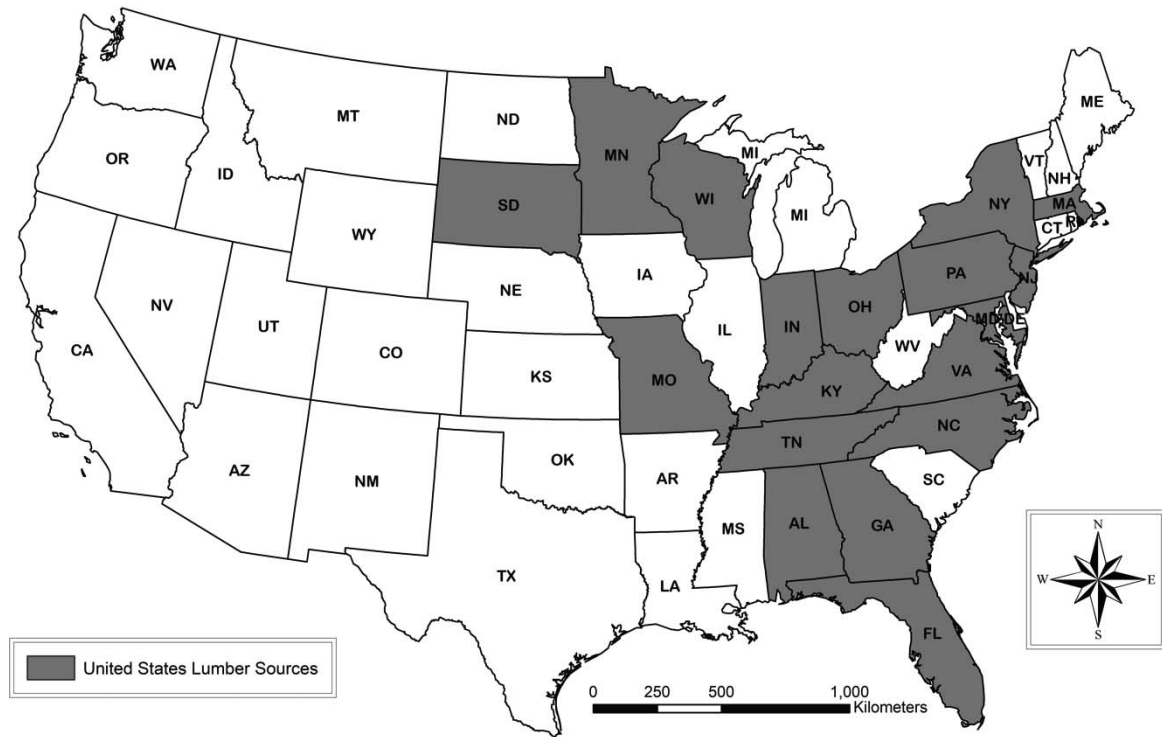 WA
MT
ND
MN
ME
OR
ID
SD
WI
MI
VT
NH
NY
MA
WY
MI
CT
R
IA
NE
PA
NJ
NV
UT
CO
IL
IN
OH
MD
DE
CA
KS
MO
WV
VA
KY
AZ
NM
OK
AR
TN
NC
SC
MS
AL
GA
TX
LA
FL
N
W
E
S
United States Lumber Sources
0 250 500 1,000
Kilometers